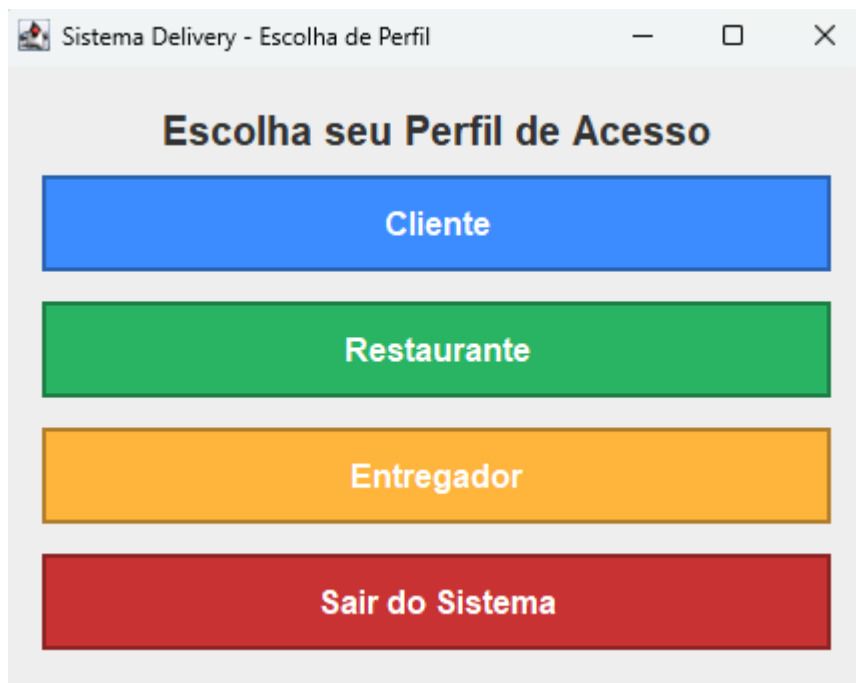 Sistema Delivery - Escolha de Perfil
Escolha seu Perfil de Acesso
Cliente
Restaurante
Entregador
Sair do Sistema